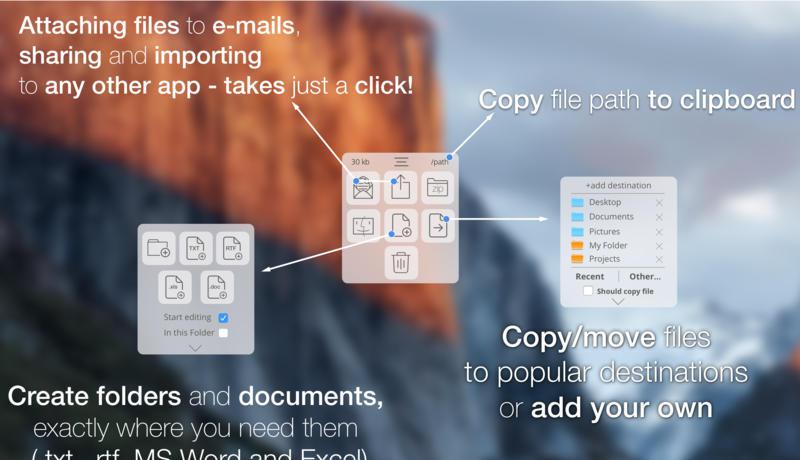 Attaching files to e-mails,
sharing and importing
to any other app - takes just a click!
Copy file path to clipboard
30 kb
/path
zip
+add destination
Desktop
Documents
Pictures
My Folder
Projects
Recent Other...
Should copy file
TXT RTF
.xls .doc
Start editing
In this Folder
Copy/move files
to popular destinations
or add your own
Create folders and documents,
exactly where you need them
(.txt, .rtf, MS Word and Excel)